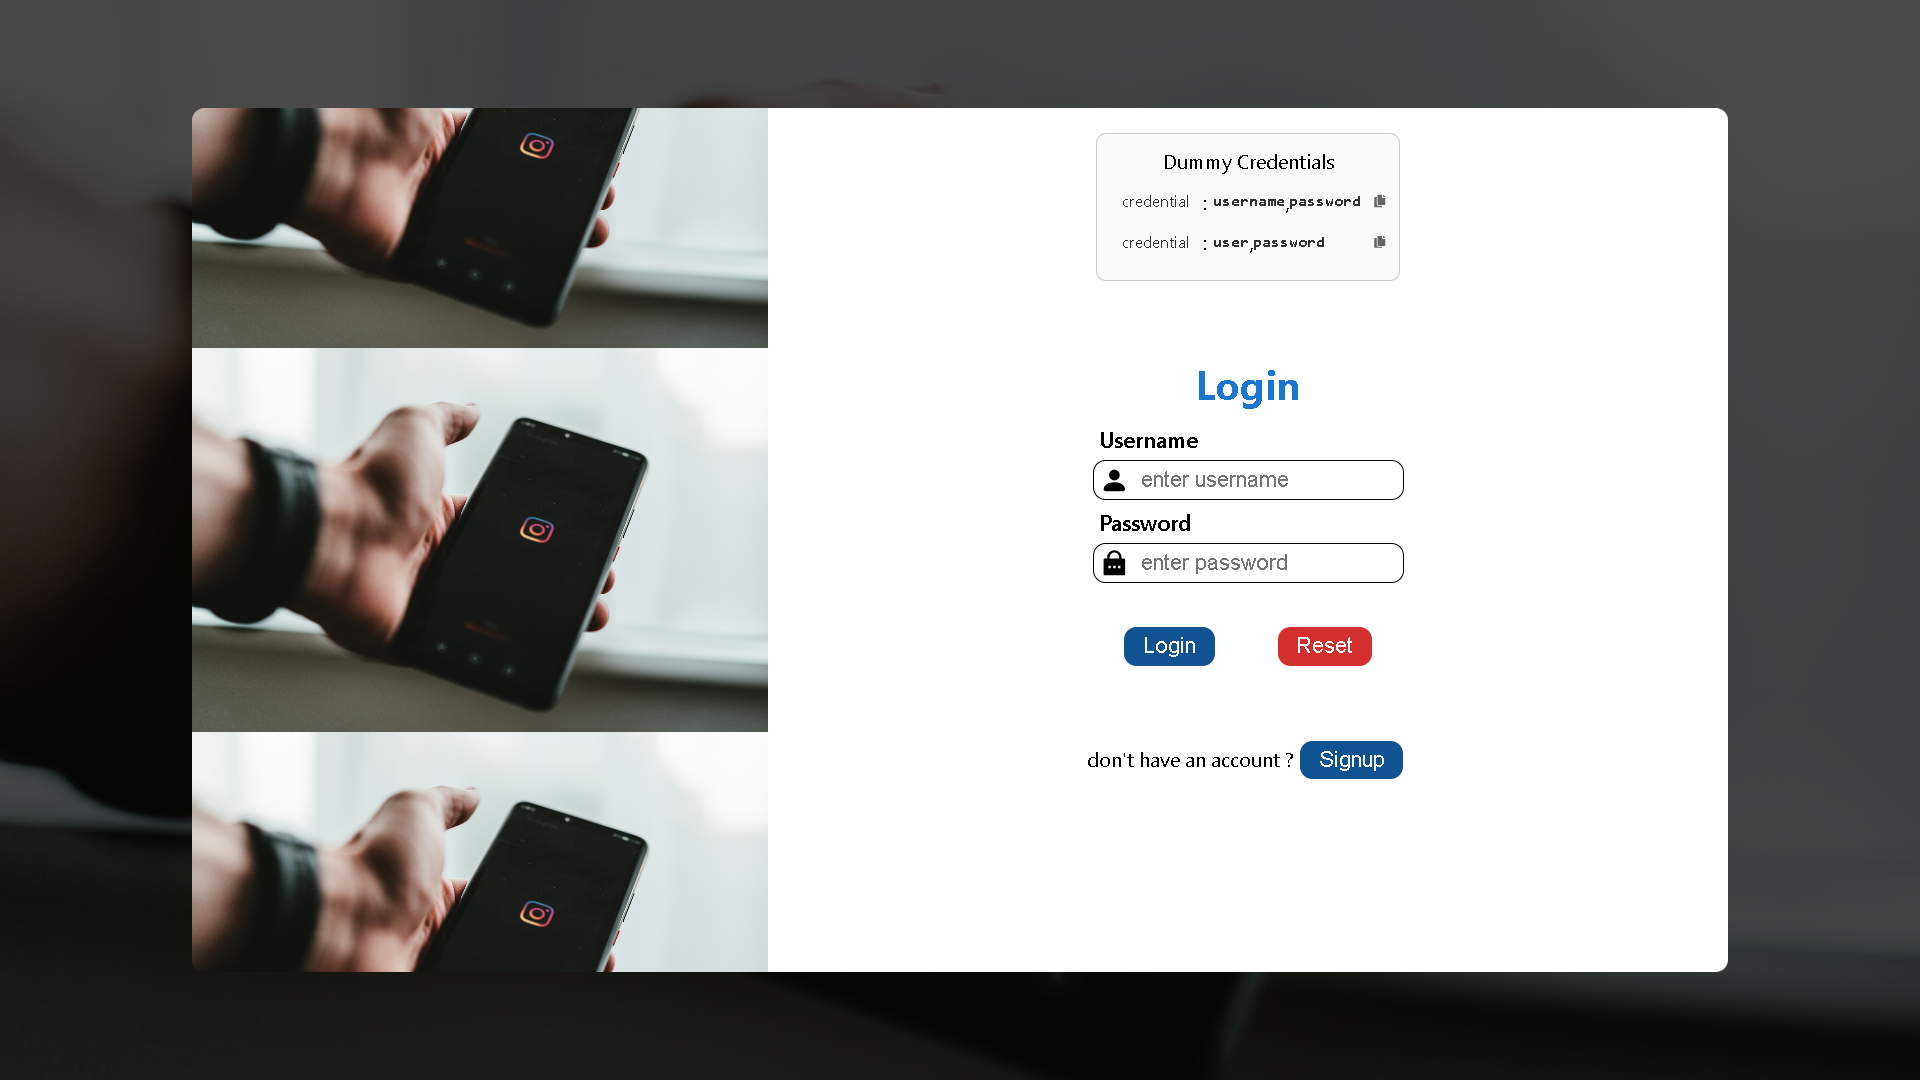 Dummy Credentials
credential : username,password
credential : user,password
Login
Username
enter username
Password
enter password
Login Reset
don't have an account ? Signup